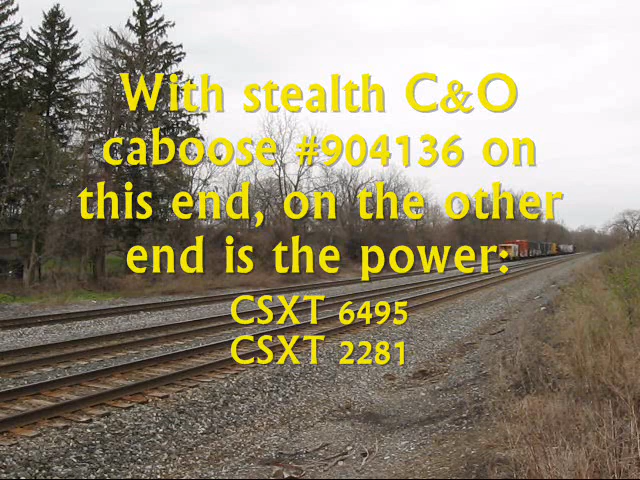 With stealth C&O
caboose #904136 on
this end, on the other
end is the power:
CSXT 6495
CSXT 2281